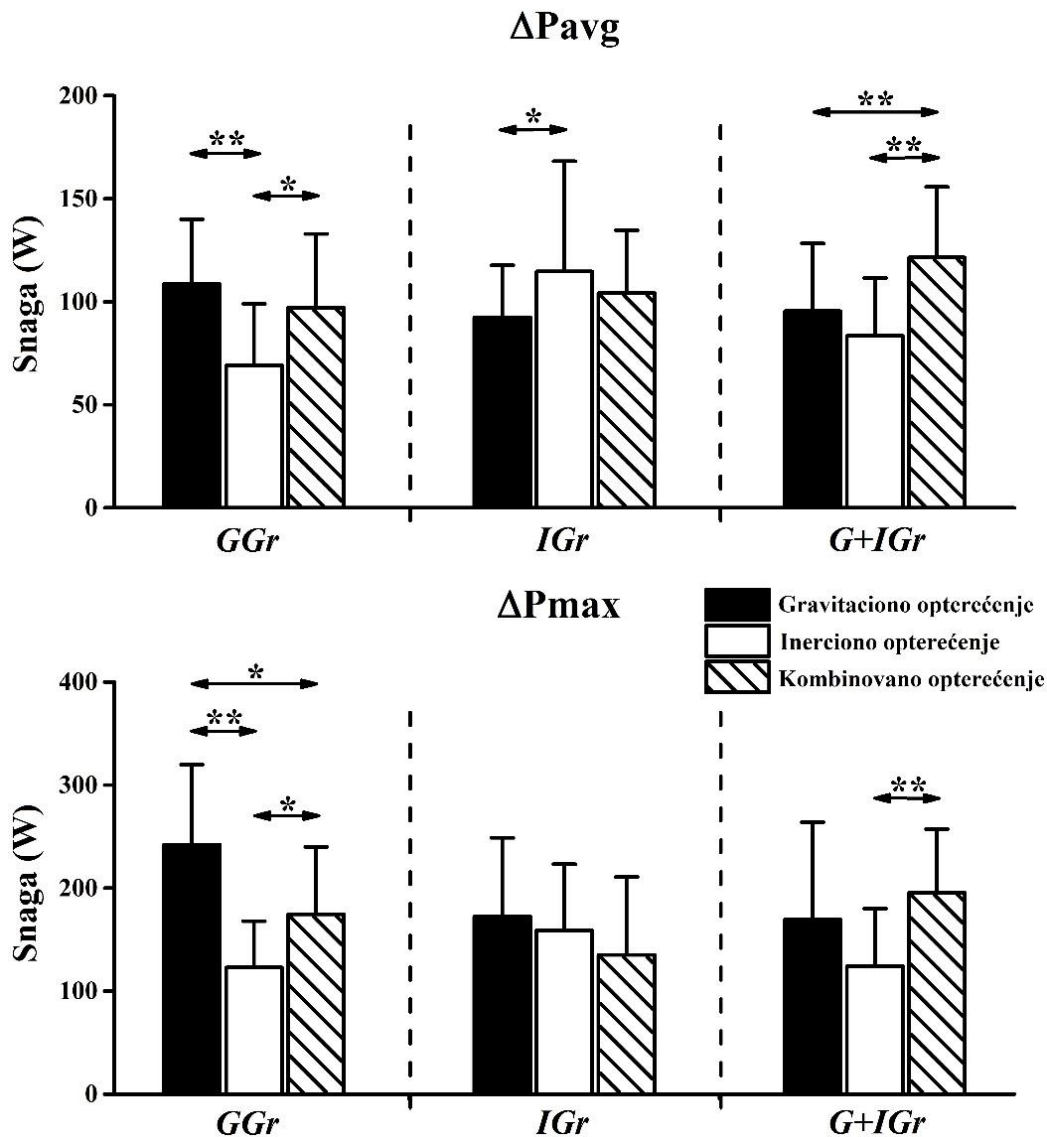 ΔPavg
200
150
100
50
0
Snaga (W)
**
*
*
**
**
GGr
IGr
G+IGr
ΔPmax
Gravitaciono opterećenje
Inerciono opterećenje
Kombinovano opterećenje
400
300
200
100
0
Snaga (W)
*
**
*
**
GGr
IGr
G+IGr